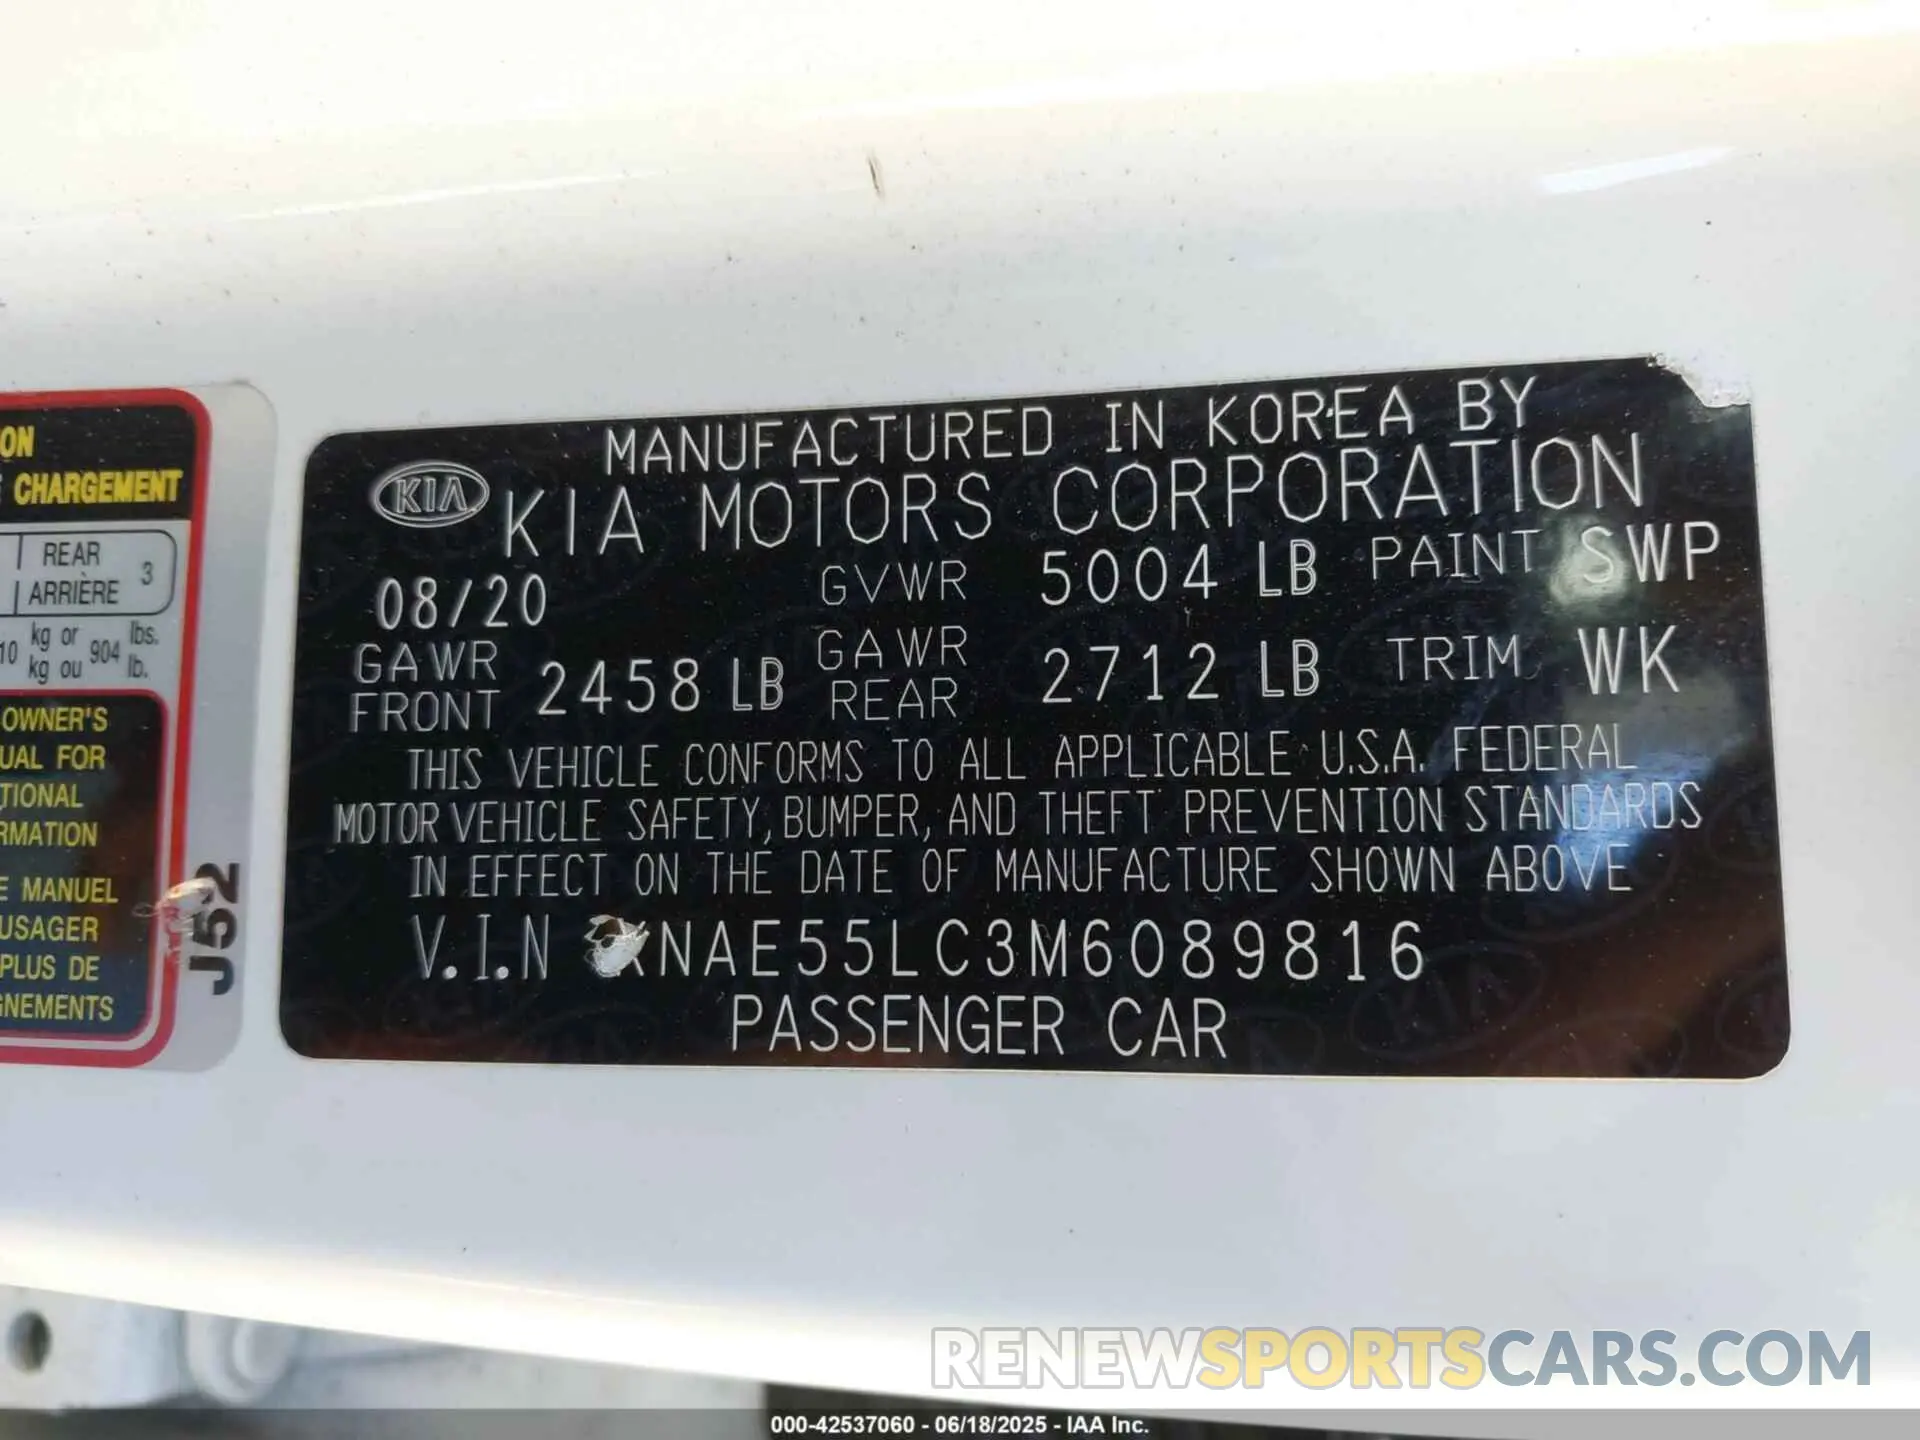 ON
E CHARGEMENT
REAR
ARRIÈRE 3
10 kg or 904 lbs.
kg ou lb.
OWNER'S
UAL FOR
TIONAL
RMATION
E MANUEL
USAGER
PLUS DE
GNEMENTS
J52
MANUFACTURED IN KOREA BY
KIA KIA MOTORS CORPORATION
08/20 GVWR 5004 LB PAINT SWP
GAWR FRONT 2458 LB GAWR REAR 2712 LB TRIM WK
THIS VEHICLE CONFORMS TO ALL APPLICABLE U.S.A. FEDERAL
MOTOR VEHICLE SAFETY, BUMPER, AND THEFT PREVENTION STANDARDS
IN EFFECT ON THE DATE OF MANUFACTURE SHOWN ABOVE
V.I.N KNAE55LC3M6089816
PASSENGER CAR
RENEWSPORTSCARS.COM
000-42537060 - 06/18/2025 - IAA Inc.